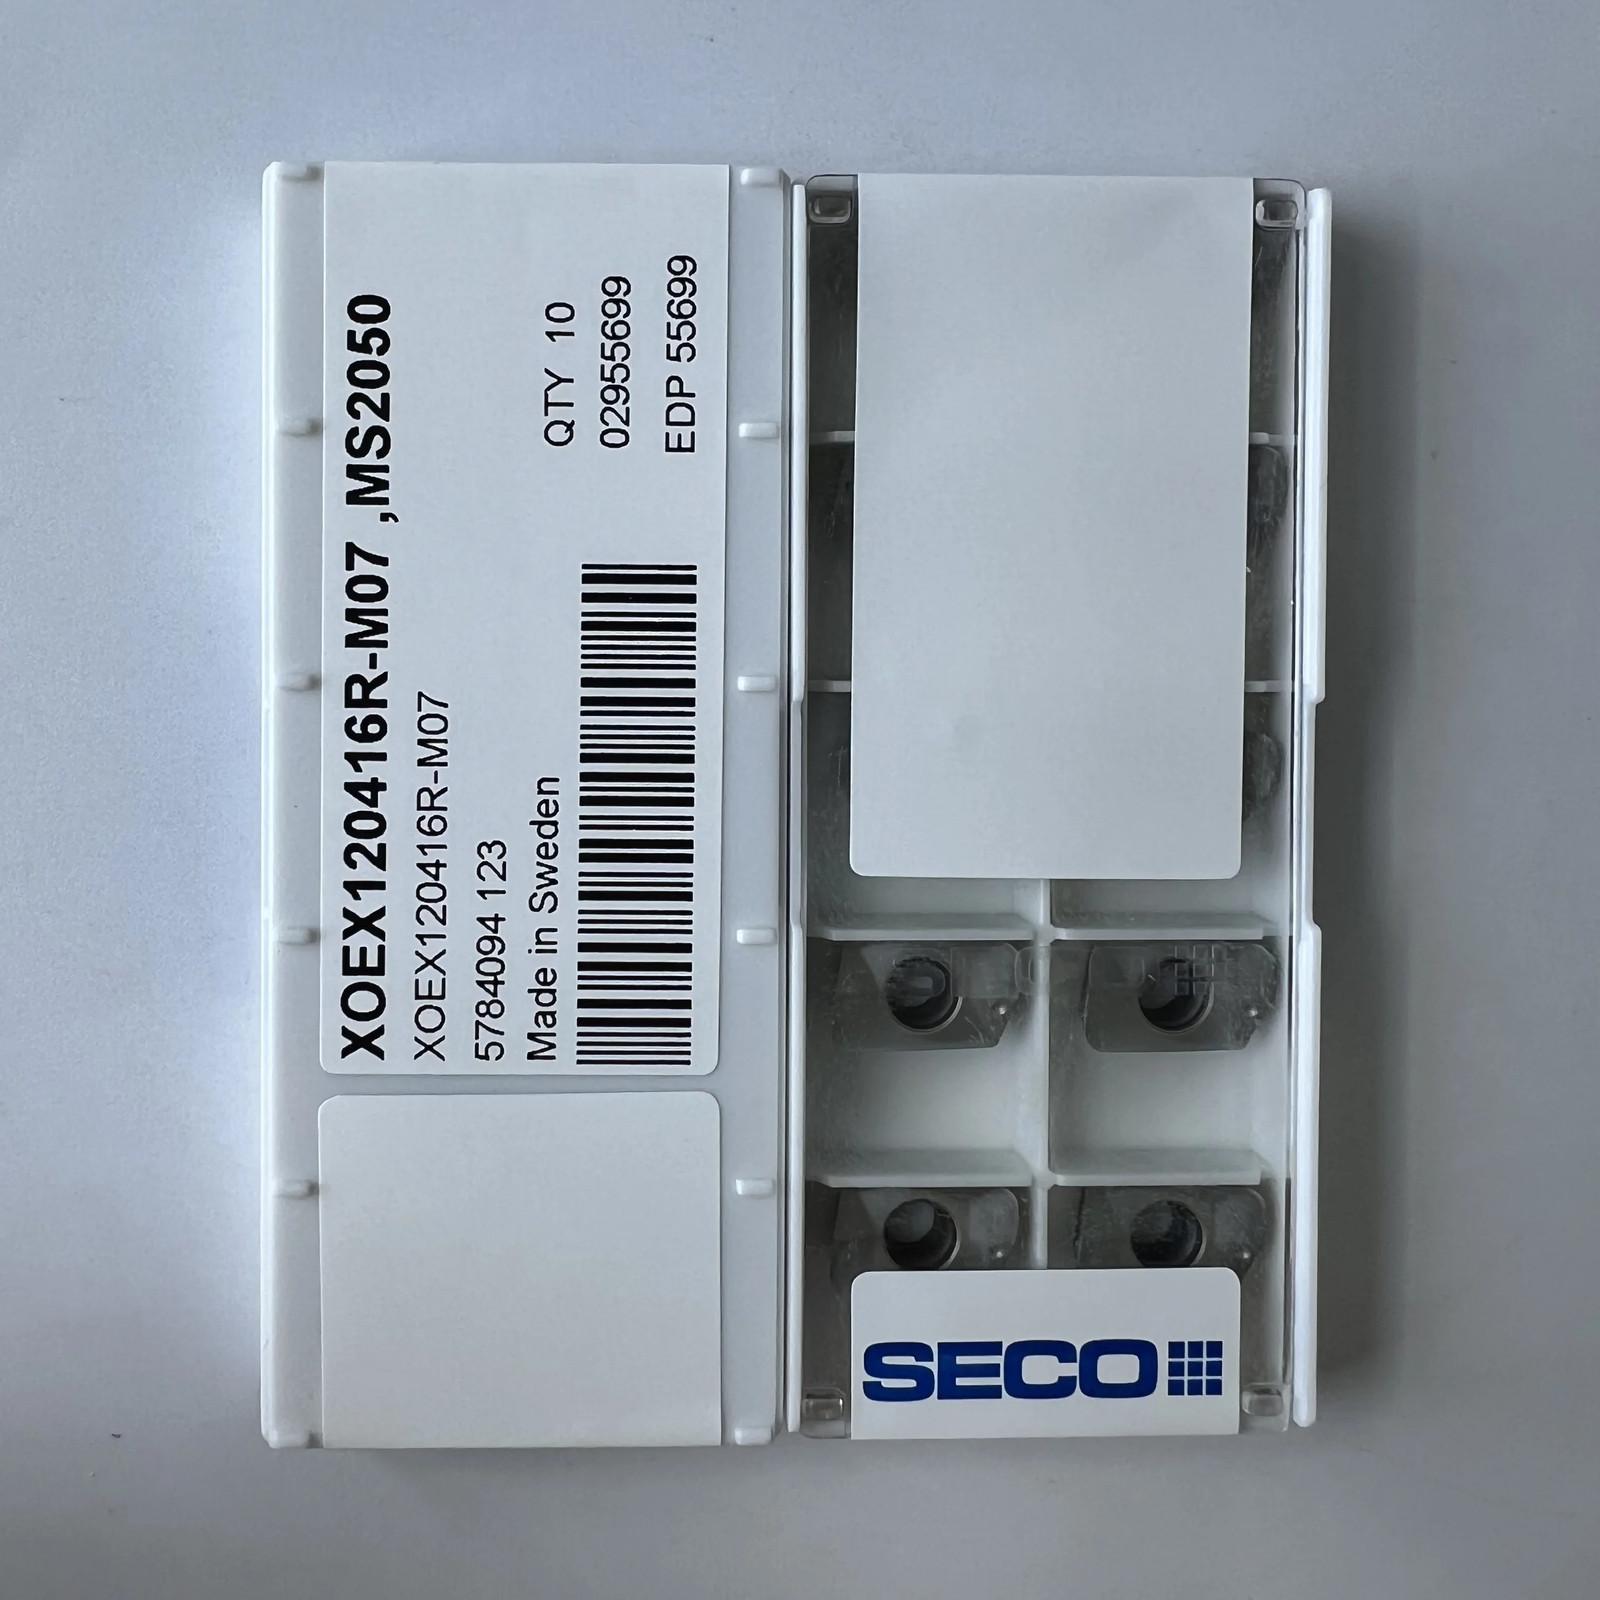 XOEX120416R-M07 ,MS2050
XOEX120416R-M07
5784094 123
Made in Sweden
QTY 10
02955699
EDP 55699
SECO